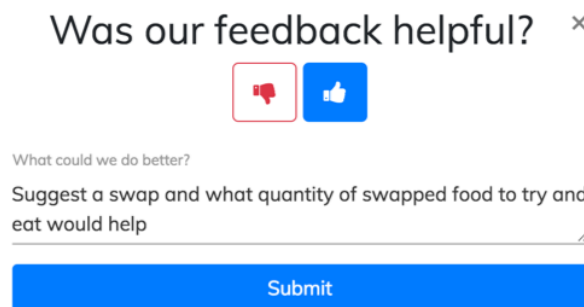 Was our feedback helpful?
What could we do better?
Suggest a swap and what quantity of swapped food to try and
eat would help
Submit